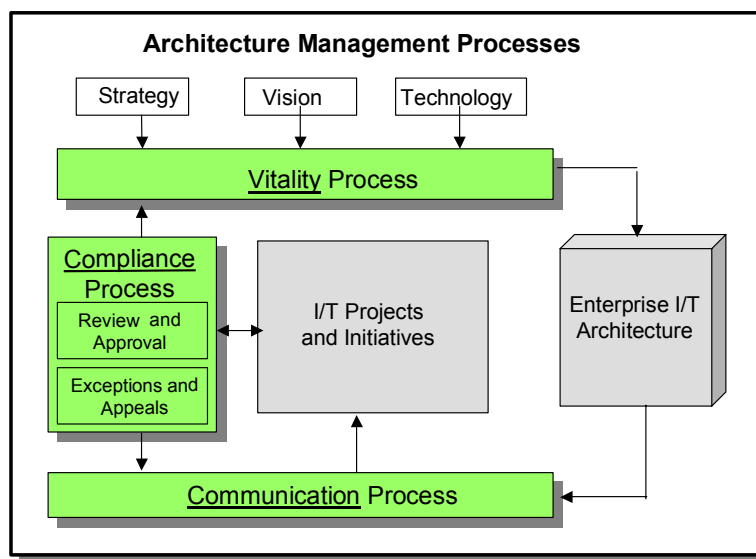 Architecture Management Processes
Strategy
Vision
Technology
Vitality Process
Compliance
Process
Review and
Approval
Exceptions and
Appeals
I/T Projects
and Initiatives
Enterprise I/T
Architecture
Communication Process